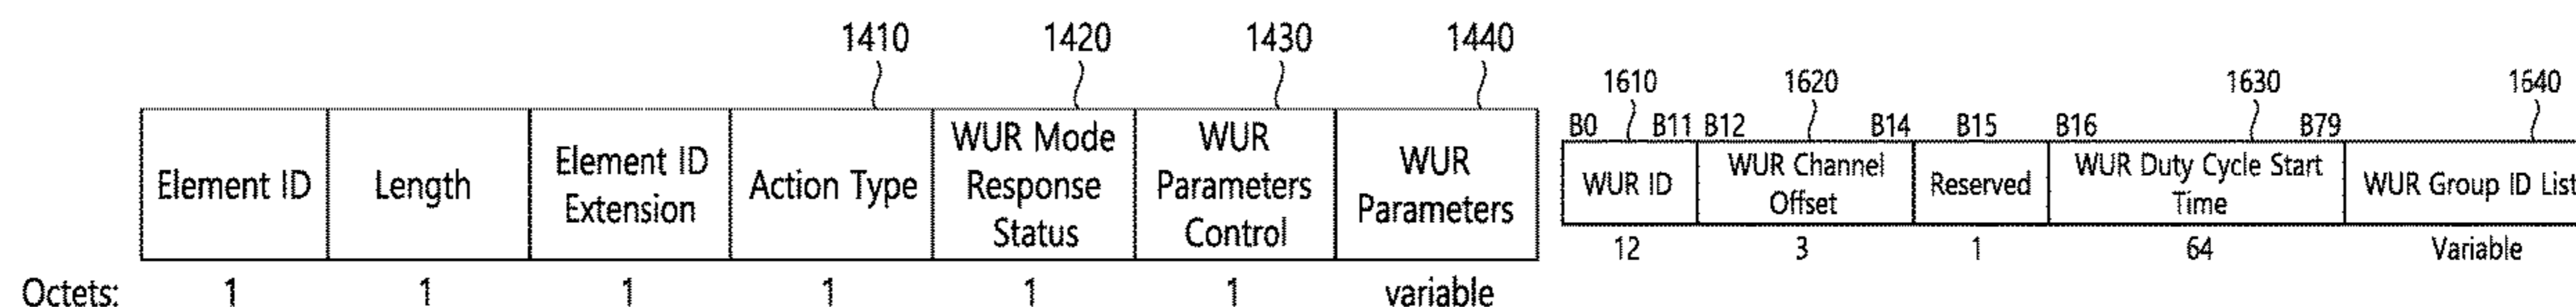 1410 1420 1430 1440
Element ID Length Element ID Extension Action Type WUR Mode Response Status WUR Parameters Control WUR Parameters
Octets: 1 1 1 1 1 1 variable
1610 1620 1630 1640
B0 B11 B12 B14 B15 B16 B79
WUR ID WUR Channel Offset Reserved WUR Duty Cycle Start Time WUR Group ID List
12 3 1 64 Variable